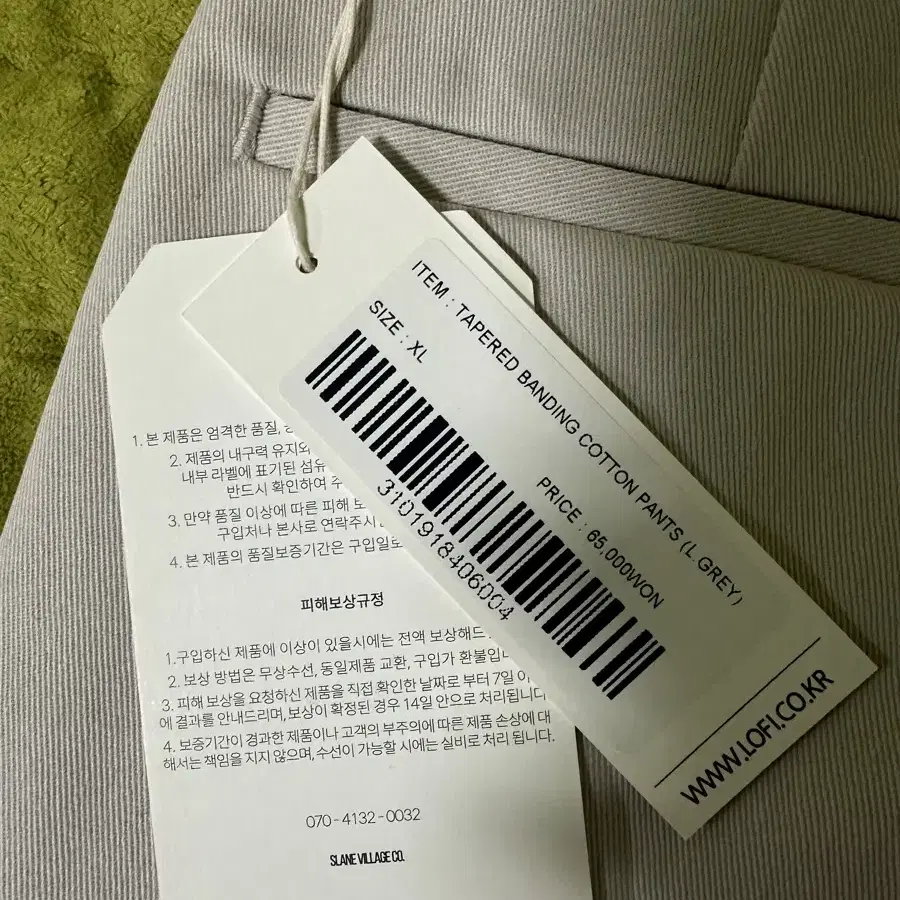 ITEM : TAPERED BANDING COTTON PANTS (L GREY)
SIZE : XL
PRICE : 65.000WON
3101918406004
WWW.LOFI.CO.KR
1. 본 제품은 엄격한 품질,
2. 제품의 내구력 유지와
내부 라벨에 표기된 섬유
반드시 확인하여
3. 만약 품질 이상에 따른 피해
구입처나 본사로 연락주시
4. 본 제품의 품질보증기간은 구입일로
피해보상규정
1.구입하신 제품에 이상이 있을시에는 전액 보상해드
2. 보상 방법은 무상수선, 동일제품 교환, 구입가 환불입니
3. 피해 보상을 요청하신 제품을 직접 확인한 날짜로 부터 7일
에 결과를 안내드리며, 보상이 확정된 경우 14일 안으로 처리됩니다
4. 보증기간이 경과한 제품이나 고객의 부주의에 따른 제품 손상에 대
해서는 책임을 지지 않으며, 수선이 가능할 시에는 실비로 처리 됩니다.
070-4132-0032
SLANE VILLAGE CO.